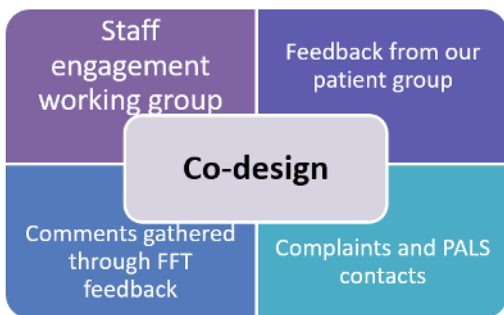 Staff
engagement
working group
Feedback from our
patient group
Co-design
Comments gathered
through FFT
feedback
Complaints and PALS
contacts